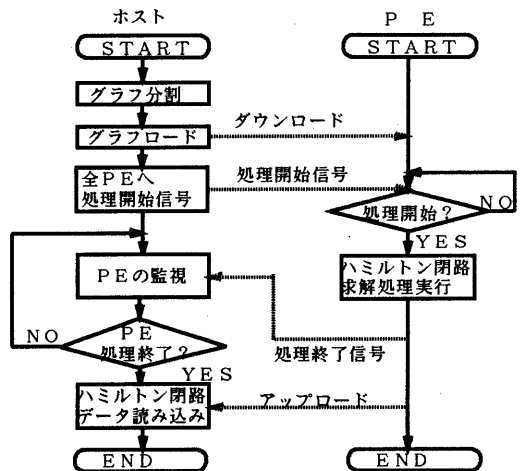 ホスト
START
グラフ分割
グラフロード
全PEへ
処理開始信号
PEの監視
NO
PE
処理終了?
YES
ハミルトン閉路
データ読み込み
END
ダウンロード
処理開始信号
処理終了信号
アップロード
P E
START
NO
処理開始?
YES
ハミルトン閉路
求解処理実行
END